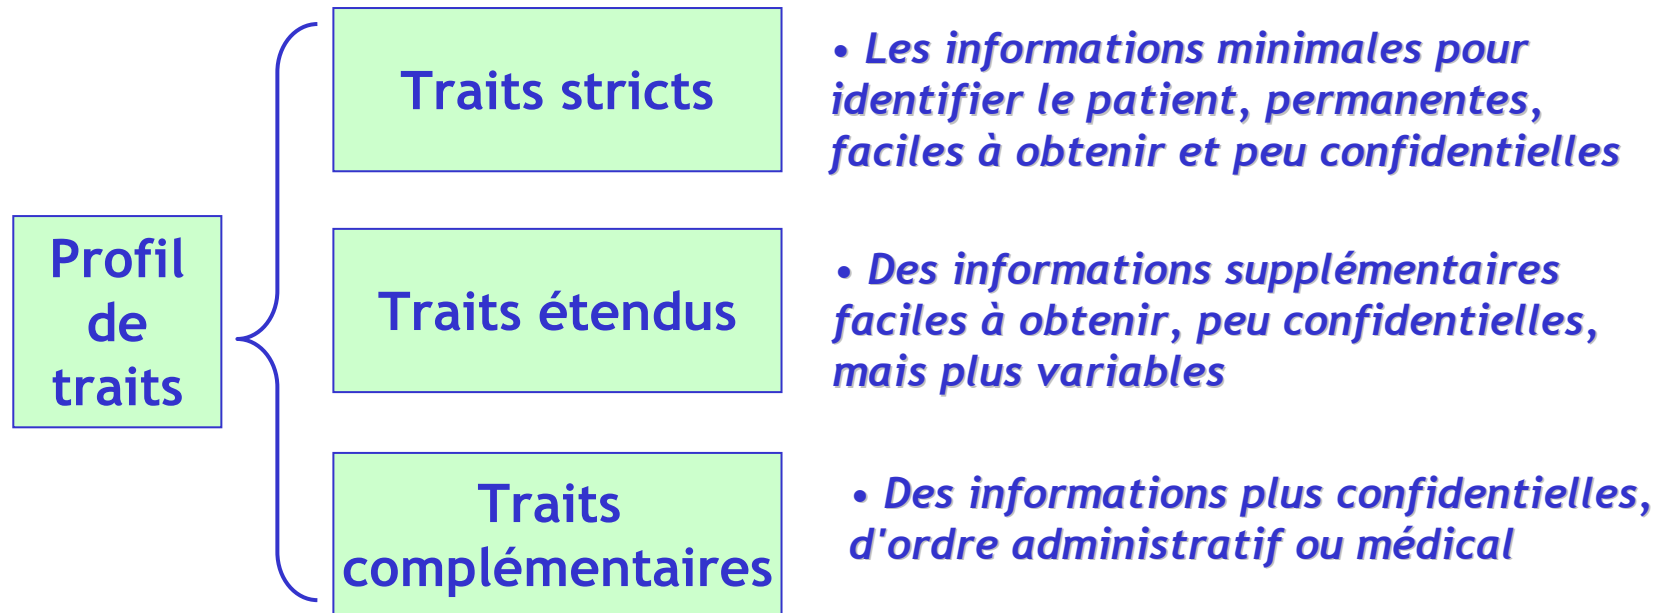 Profil
de
traits
Traits stricts
• Les informations minimales pour
identifier le patient, permanentes,
faciles à obtenir et peu confidentielles
Traits étendus
• Des informations supplémentaires
faciles à obtenir, peu confidentielles,
mais plus variables
Traits
complémentaires
• Des informations plus confidentielles,
d'ordre administratif ou médical